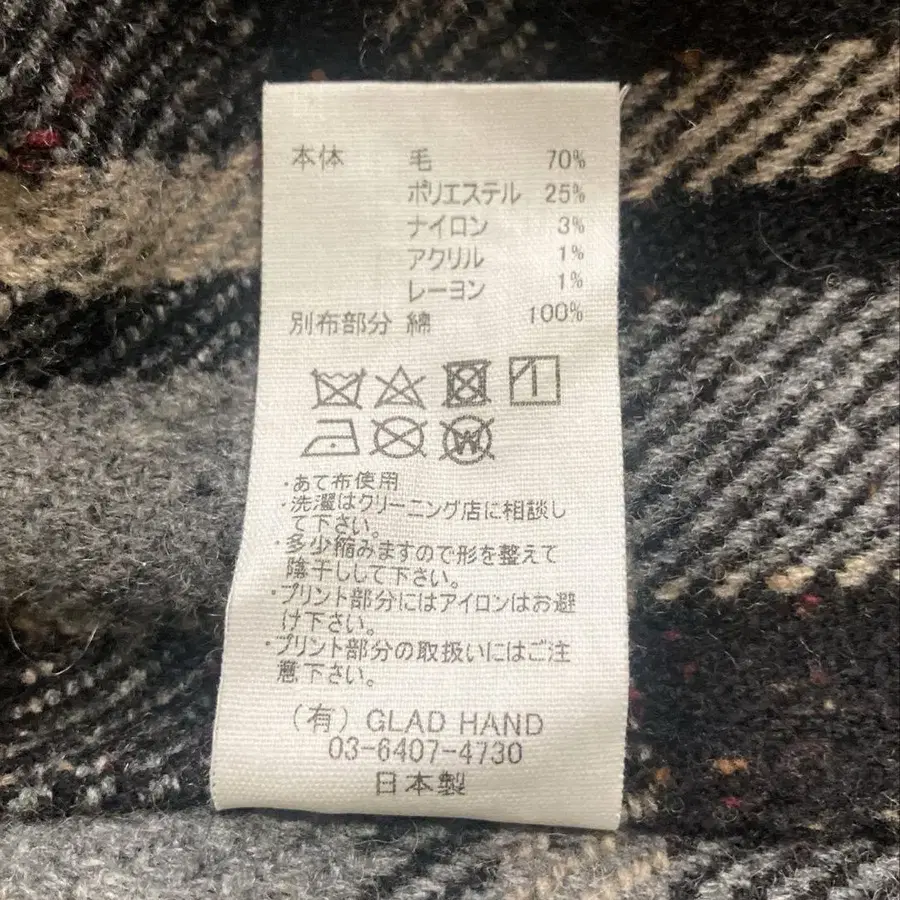 本体 毛 70%
ポリエステル 25%
ナイロン 3%
アクリル 1%
レーヨン 1%
別布部分 綿 100%
W
・あて布使用
・洗濯はクリーニング店に相談し
て下さい。
・多少縮みますので形を整えて
陰干しして下さい。
・プリント部分にはアイロンはお避
け下さい。
・プリント部分の取扱いにはご注
意下さい。
(有) GLAD HAND
03-6407-4730
日本製